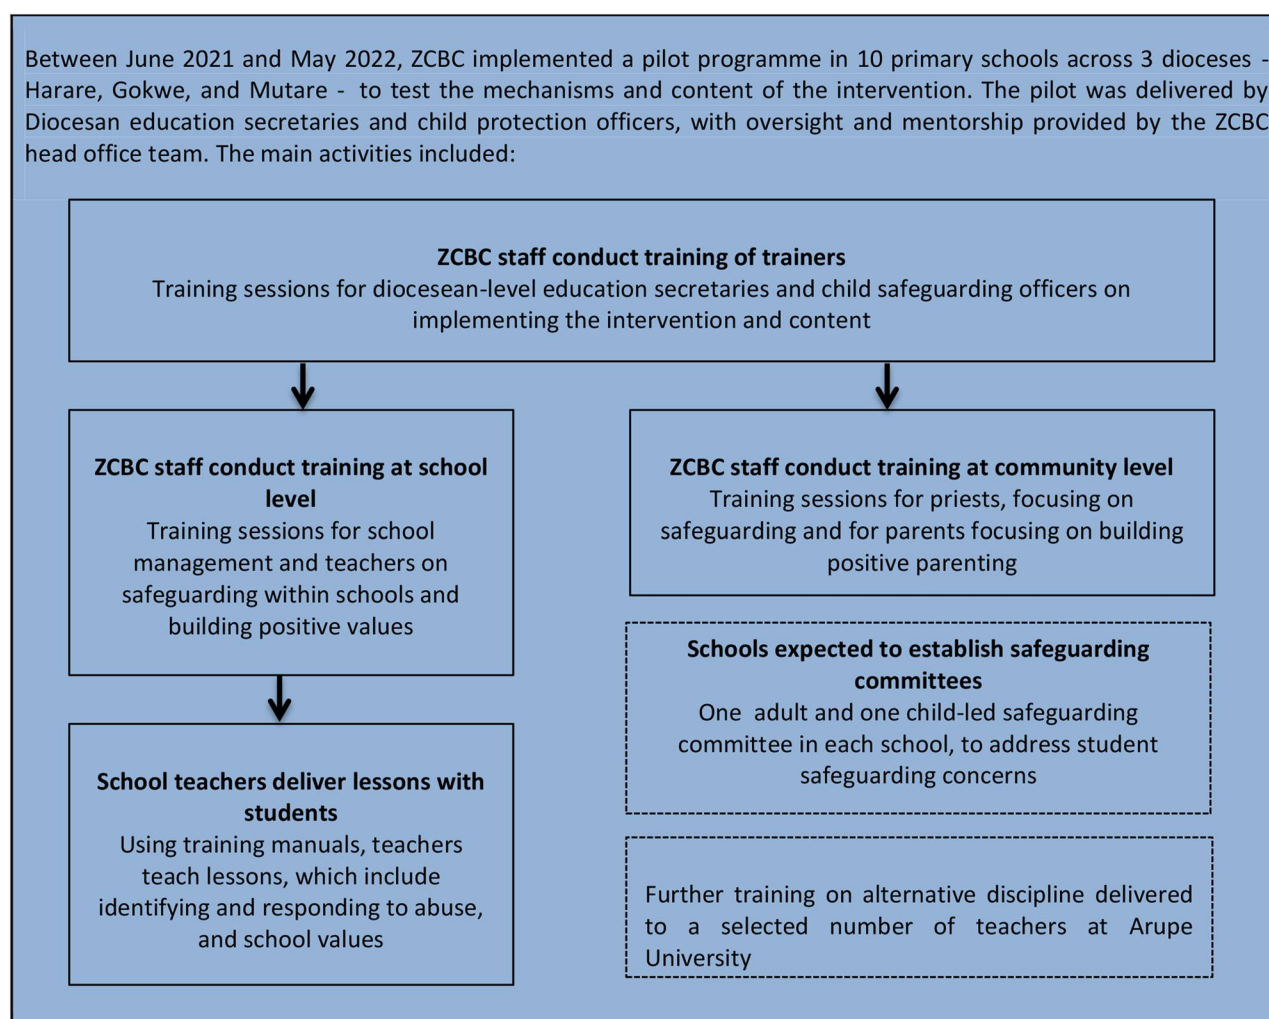 Between June 2021 and May 2022, ZCBC implemented a pilot programme in 10 primary schools across 3 dioceses -
Harare, Gokwe, and Mutare - to test the mechanisms and content of the intervention. The pilot was delivered by
Diocesan education secretaries and child protection officers, with oversight and mentorship provided by the ZCBC
head office team. The main activities included:
ZCBC staff conduct training of trainers
Training sessions for diocesean-level education secretaries and child safeguarding officers on
implementing the intervention and content
ZCBC staff conduct training at school
level
Training sessions for school
management and teachers on
safeguarding within schools and
building positive values
ZCBC staff conduct training at community level
Training sessions for priests, focusing on
safeguarding and for parents focusing on building
positive parenting
School teachers deliver lessons with
students
Using training manuals, teachers
teach lessons, which include
identifying and responding to abuse,
and school values
Schools expected to establish safeguarding
committees
One adult and one child-led safeguarding
committee in each school, to address student
safeguarding concerns
Further training on alternative discipline delivered
to a selected number of teachers at Arupe
University